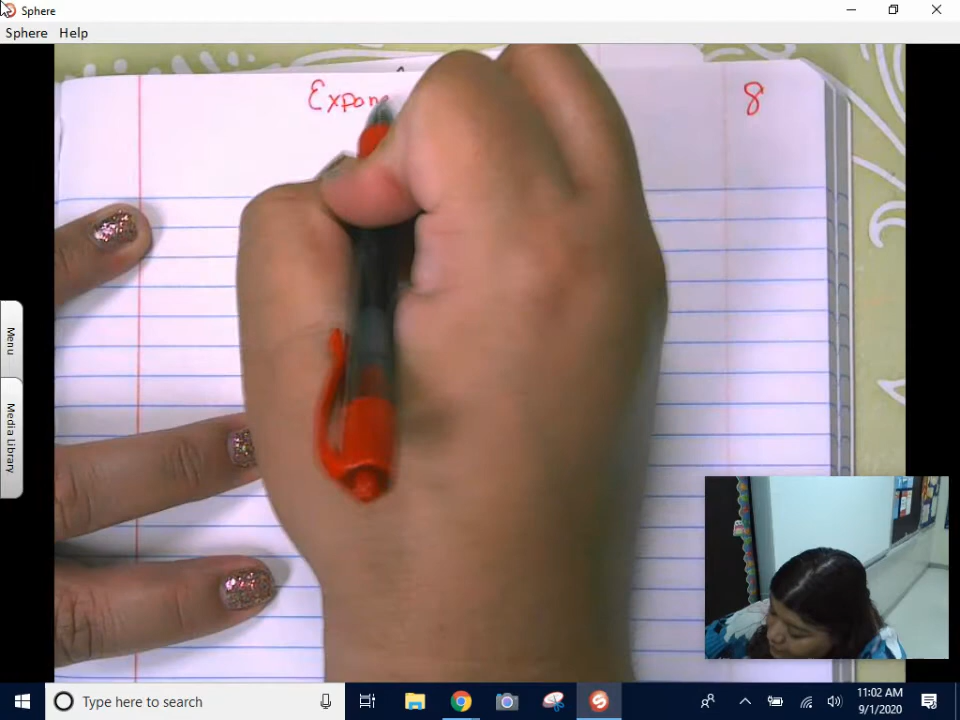 Sphere
Sphere Help
Expon 8
Menu
Media Library
Type here to search
11:02 AM
9/1/2020